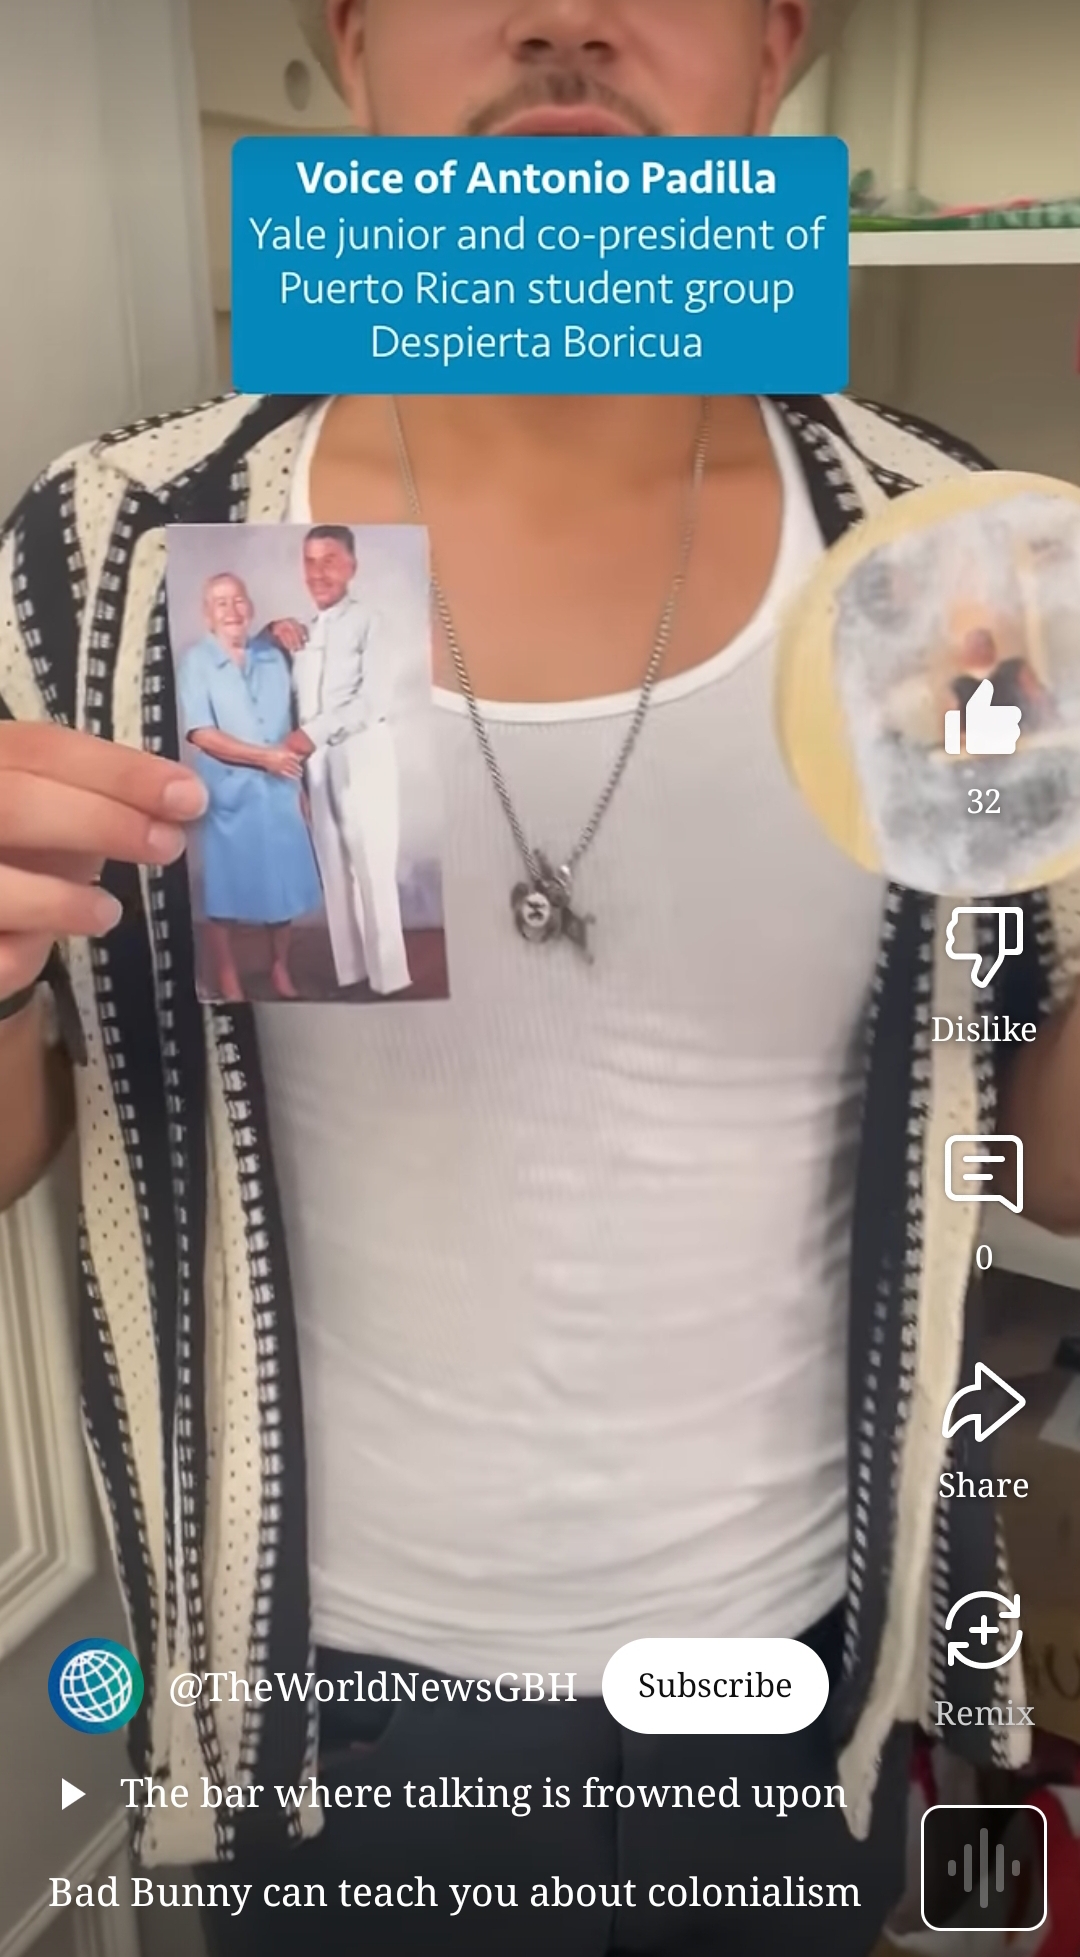 Voice of Antonio Padilla
Yale junior and co-president of
Puerto Rican student group
Despierta Boricua
32
Dislike
0
Share
Remix
@TheWorldNewsGBH
Subscribe
The bar where talking is frowned upon
Bad Bunny can teach you about colonialism